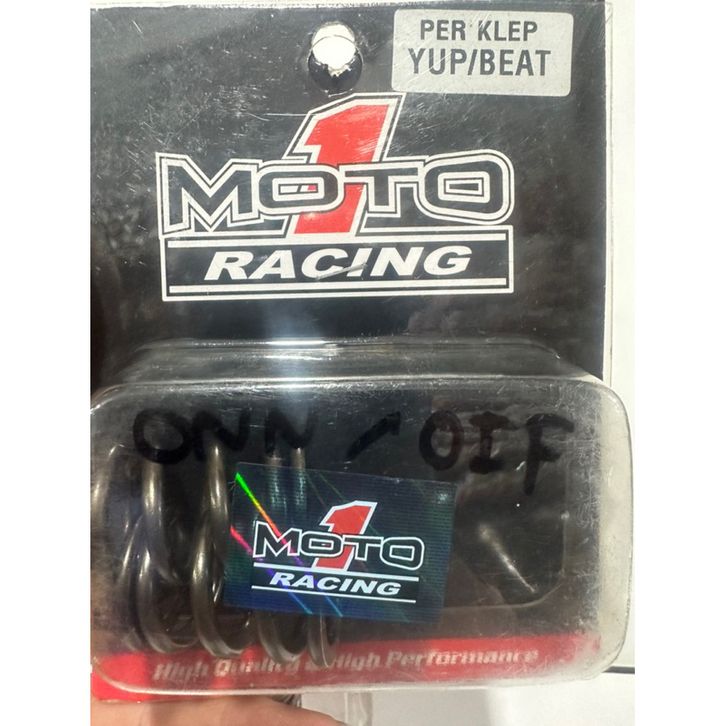 PER KLEP
YUP/BEAT
MOTO 1
RACING
ONN / OIF
MOTO 1
RACING
High Quality & High Performance